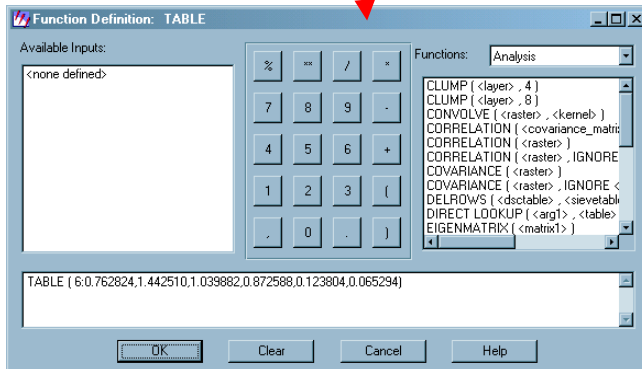 Function Definition: TABLE
Available Inputs:
<none defined>
% ** / *
7 8 9 -
4 5 6 +
1 2 3 (
, 0 . )
Functions: Analysis
CLUMP ( <layer> , 4 )
CLUMP ( <layer> , 8 )
CONVOLVE ( <raster> , <kernel> )
CORRELATION ( <covariance_matri
CORRELATION ( <raster> )
CORRELATION ( <raster> , IGNORE
COVARIANCE ( <raster> )
COVARIANCE ( <raster> , IGNORE <
DELROWS ( <dsctable> , <sievetabl
DIRECT LOOKUP ( <arg1> , <table>
EIGENMATRIX ( <matrix1> )
TABLE ( 6:0.762824,1.442510,1.039882,0.872588,0.123804,0.065294)
OK Clear Cancel Help